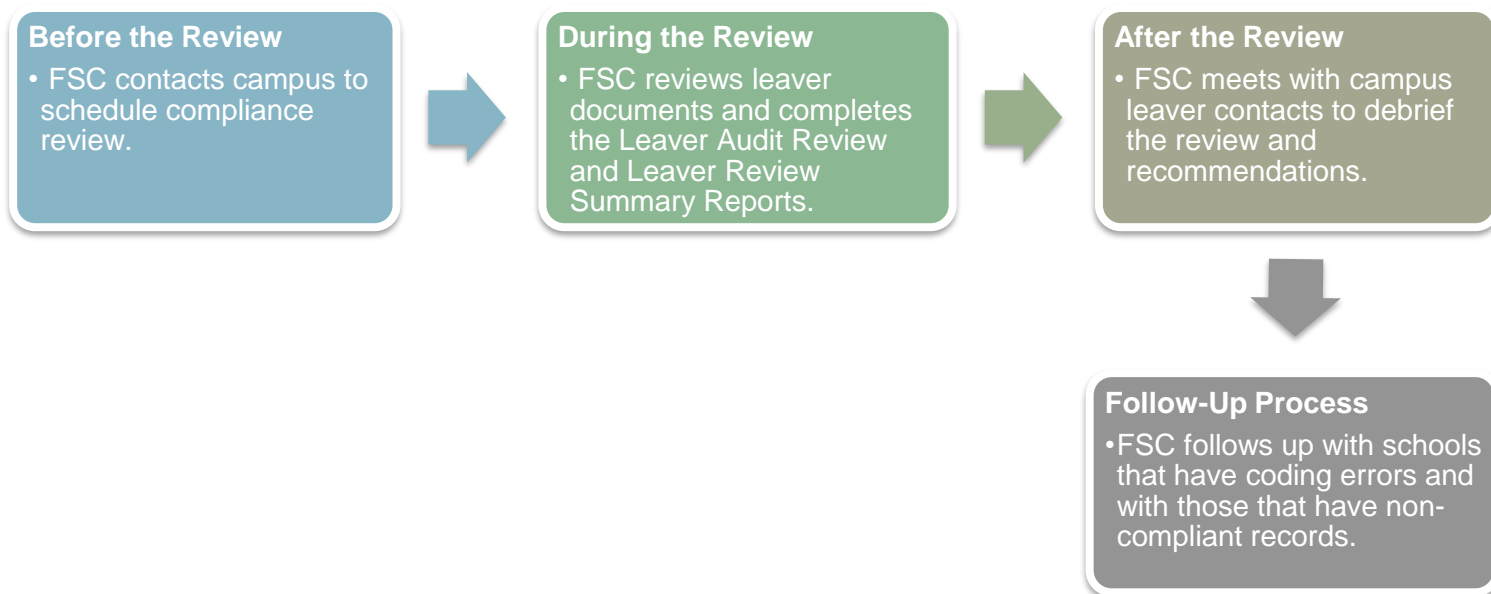 Before the Review
• FSC contacts campus to
schedule compliance
review.
During the Review
• FSC reviews leaver
documents and completes
the Leaver Audit Review
and Leaver Review
Summary Reports.
After the Review
• FSC meets with campus
leaver contacts to debrief
the review and
recommendations.
Follow-Up Process
•FSC follows up with schools
that have coding errors and
with those that have non-
compliant records.